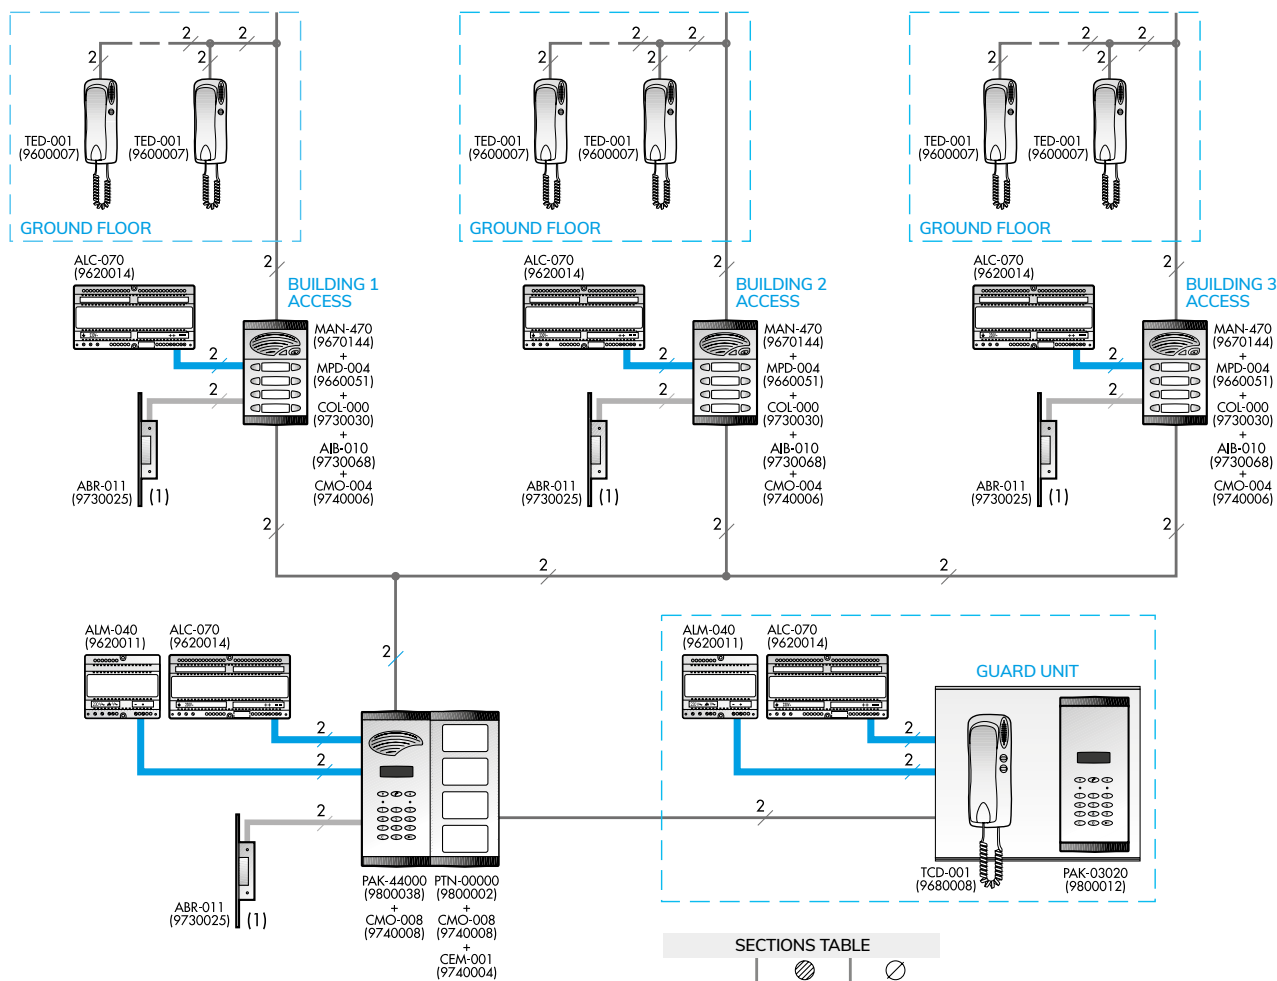 2 2 2
2 2
TED-001
(9600007)
TED-001
(9600007)
GROUND FLOOR
2 2 2
2 2
TED-001
(9600007)
TED-001
(9600007)
GROUND FLOOR
2 2 2
2 2
TED-001
(9600007)
TED-001
(9600007)
GROUND FLOOR
ALC-070
(9620014)
2
BUILDING 1
ACCESS
MAN-470
(9670144)
+
MPD-004
(9660051)
+
COL-000
(9730030)
+
AIB-010
(9730068)
+
CMO-004
(9740006)
2
2
ABR-011
(9730025)
(1)
2
ALC-070
(9620014)
2
BUILDING 2
ACCESS
MAN-470
(9670144)
+
MPD-004
(9660051)
+
COL-000
(9730030)
+
AIB-010
(9730068)
+
CMO-004
(9740006)
2
2
ABR-011
(9730025)
(1)
2
ALC-070
(9620014)
2
BUILDING 3
ACCESS
MAN-470
(9670144)
+
MPD-004
(9660051)
+
COL-000
(9730030)
+
AIB-010
(9730068)
+
CMO-004
(9740006)
2
2
ABR-011
(9730025)
(1)
2
2
2
ALM-040
(9620011)
ALC-070
(9620014)
2
2
2
2
ABR-011
(9730025)
(1)
PAK-44000
(9800038)
+
CMO-008
(9740008)
PTN-00000
(9800002)
+
CMO-008
(9740008)
+
CEM-001
(9740004)
2
ALM-040
(9620011)
ALC-070
(9620014)
GUARD UNIT
2
2
TCD-001
(9680008)
PAK-03020
(9800012)
SECTIONS TABLE